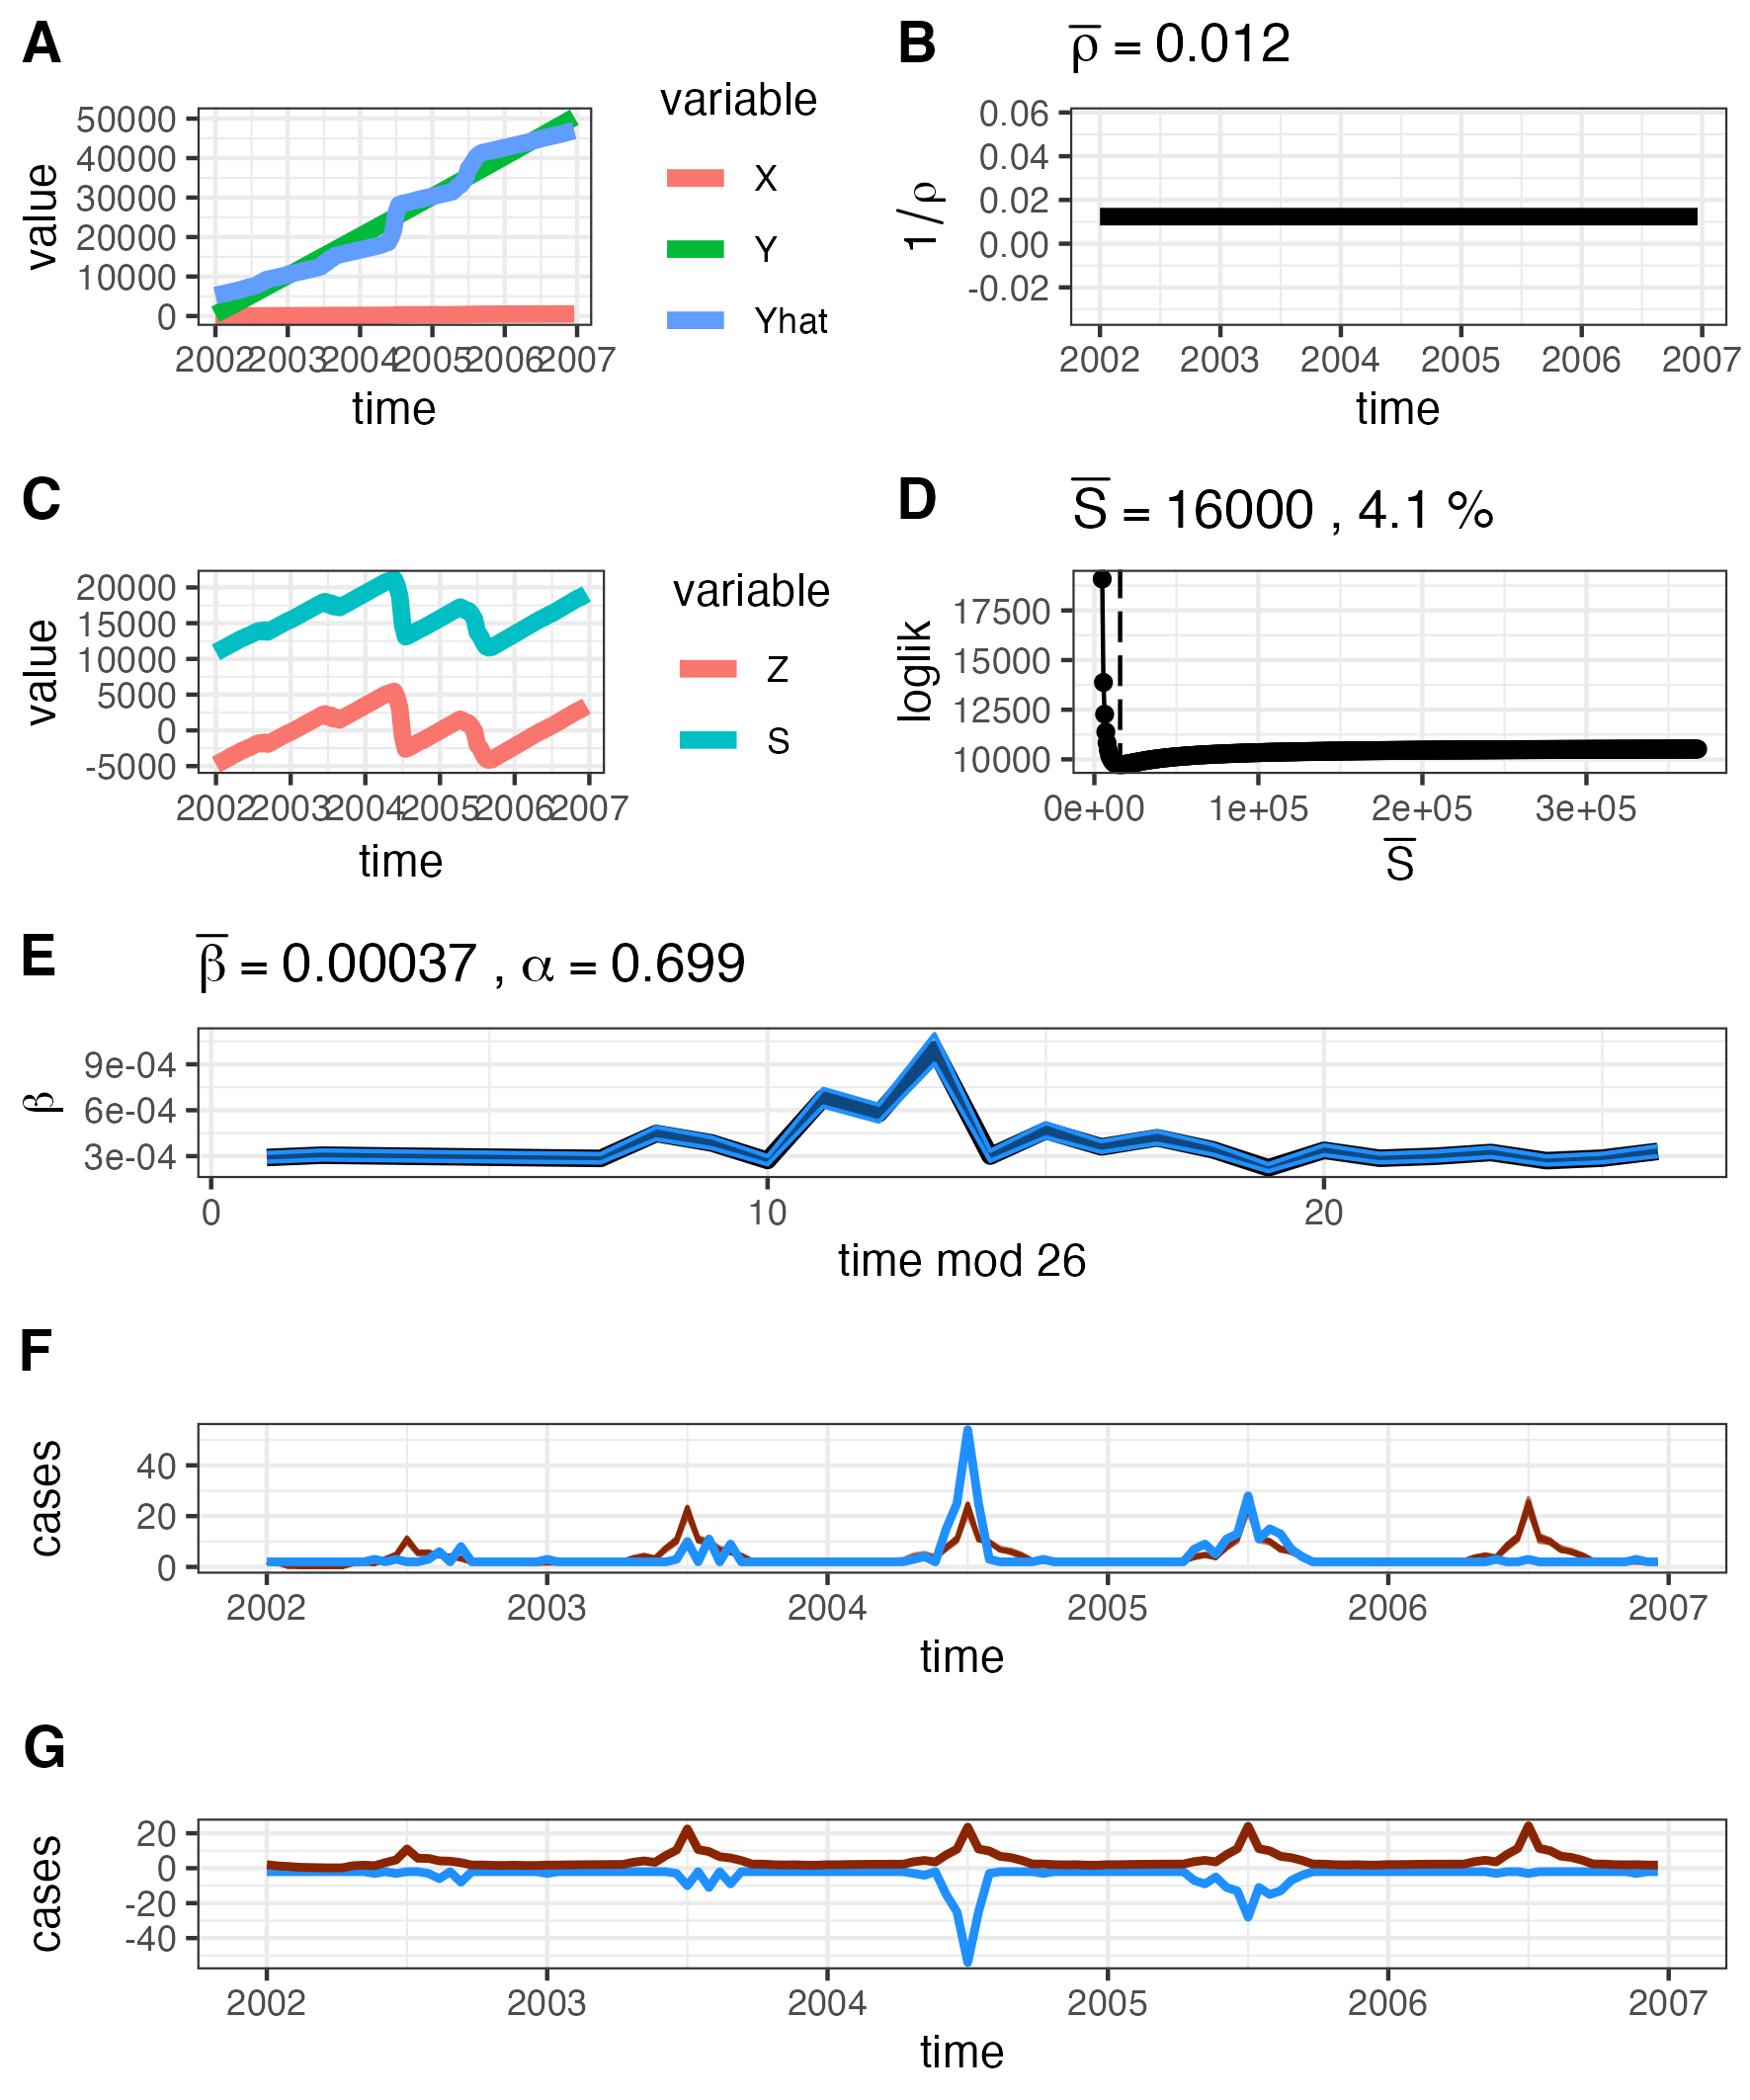 A
variable
X
Y
Yhat
value
50000
40000
30000
20000
10000
0
2002 2003 2004 2005 2006 2007
time
B
ρ̅ = 0.012
1/ρ
0.06
0.04
0.02
0.00
-0.02
2002 2003 2004 2005 2006 2007
time
C
variable
Z
S
value
20000
15000
10000
5000
0
-5000
2002 2003 2004 2005 2006 2007
time
D
S̅ = 16000 , 4.1 %
loglik
17500
15000
12500
10000
0e+00 1e+05 2e+05 3e+05
S̅
E
β̅ = 0.00037 , α = 0.699
β
9e-04
6e-04
3e-04
0 10 20
time mod 26
F
cases
40
20
0
2002 2003 2004 2005 2006 2007
time
G
cases
20
0
-20
-40
2002 2003 2004 2005 2006 2007
time